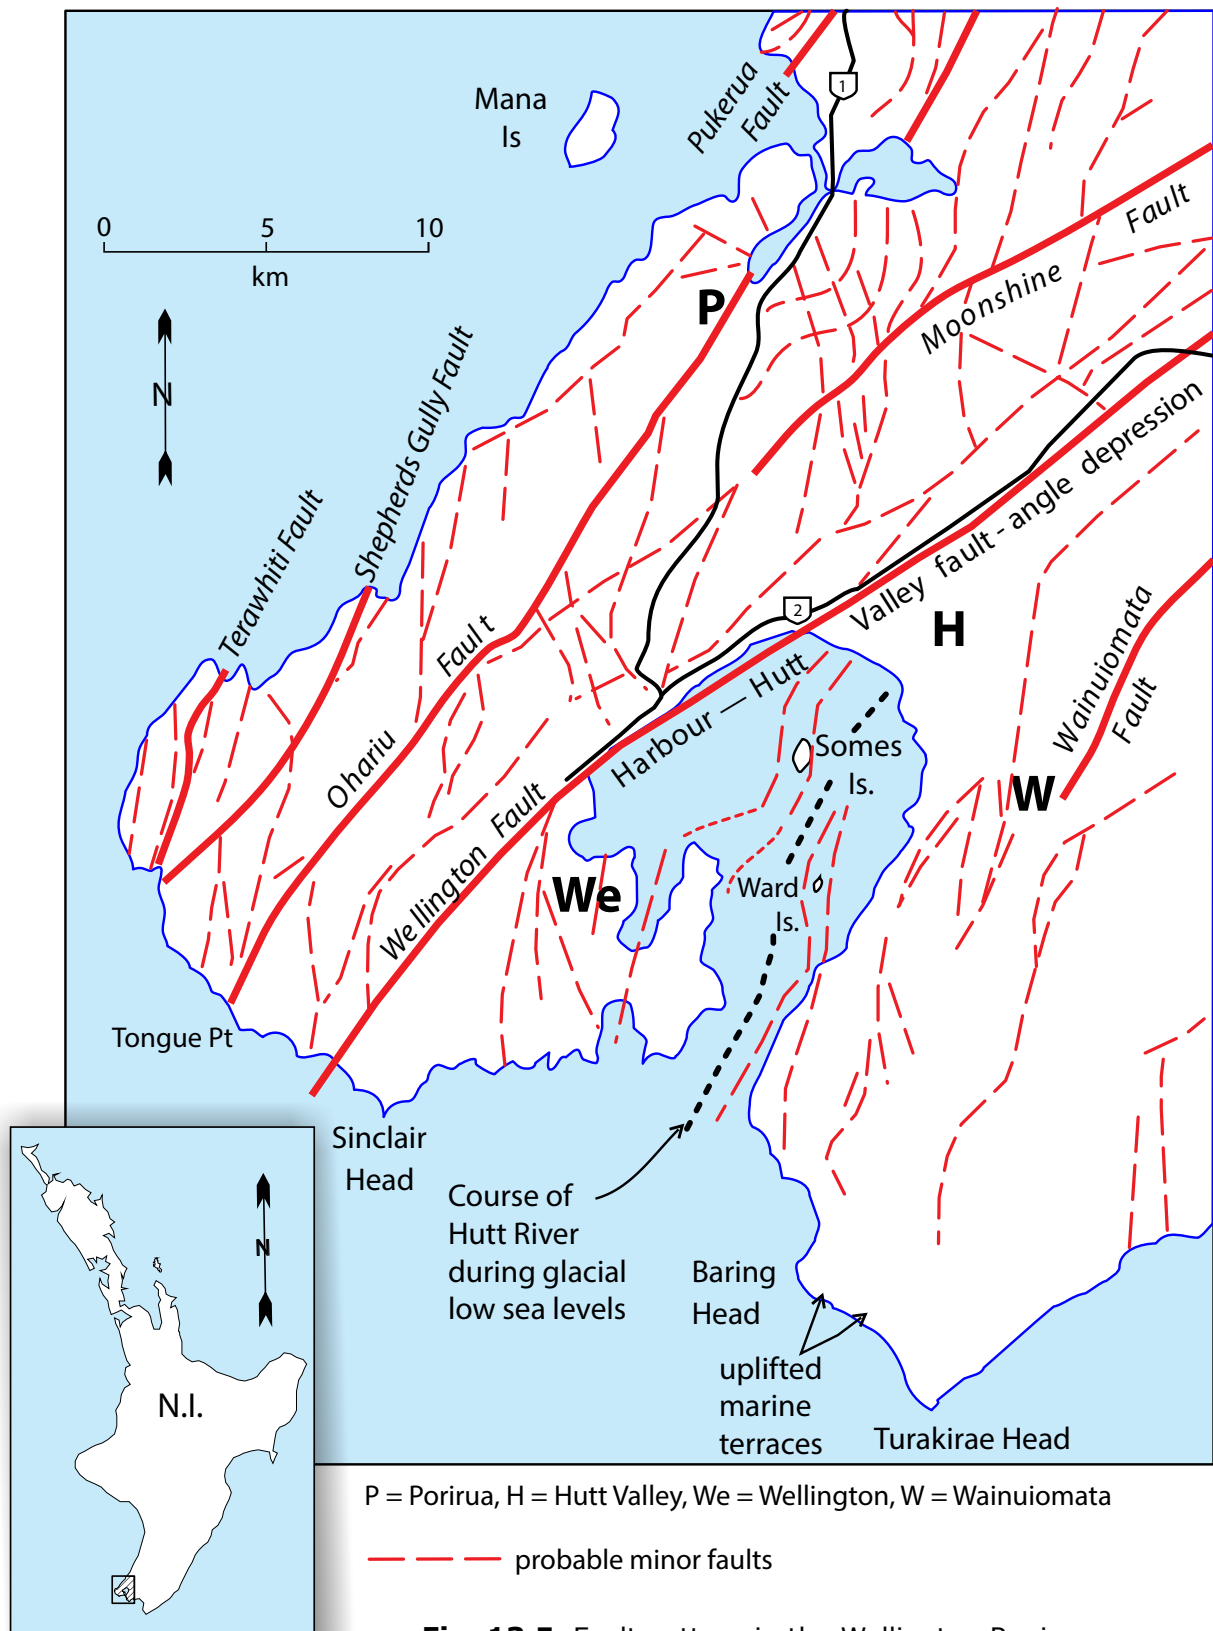 Mana
Is
Pukerua
Fault
1
0 5 10
km
N
Fault
Moonshine
P
Shepherds Gully Fault
Terawhiti Fault
Ohariu Fault
2
Valley fault - angle depression
H
Harbour — Hutt
Wainuiomata
Fault
Somes
Is.
W
Wellington Fault
We
Ward
Is.
Tongue Pt
Sinclair
Head
Course of
Hutt River
during glacial
low sea levels
Baring
Head
uplifted
marine
terraces
Turakirae Head
N
N.I.
P = Porirua, H = Hutt Valley, We = Wellington, W = Wainuiomata
probable minor faults